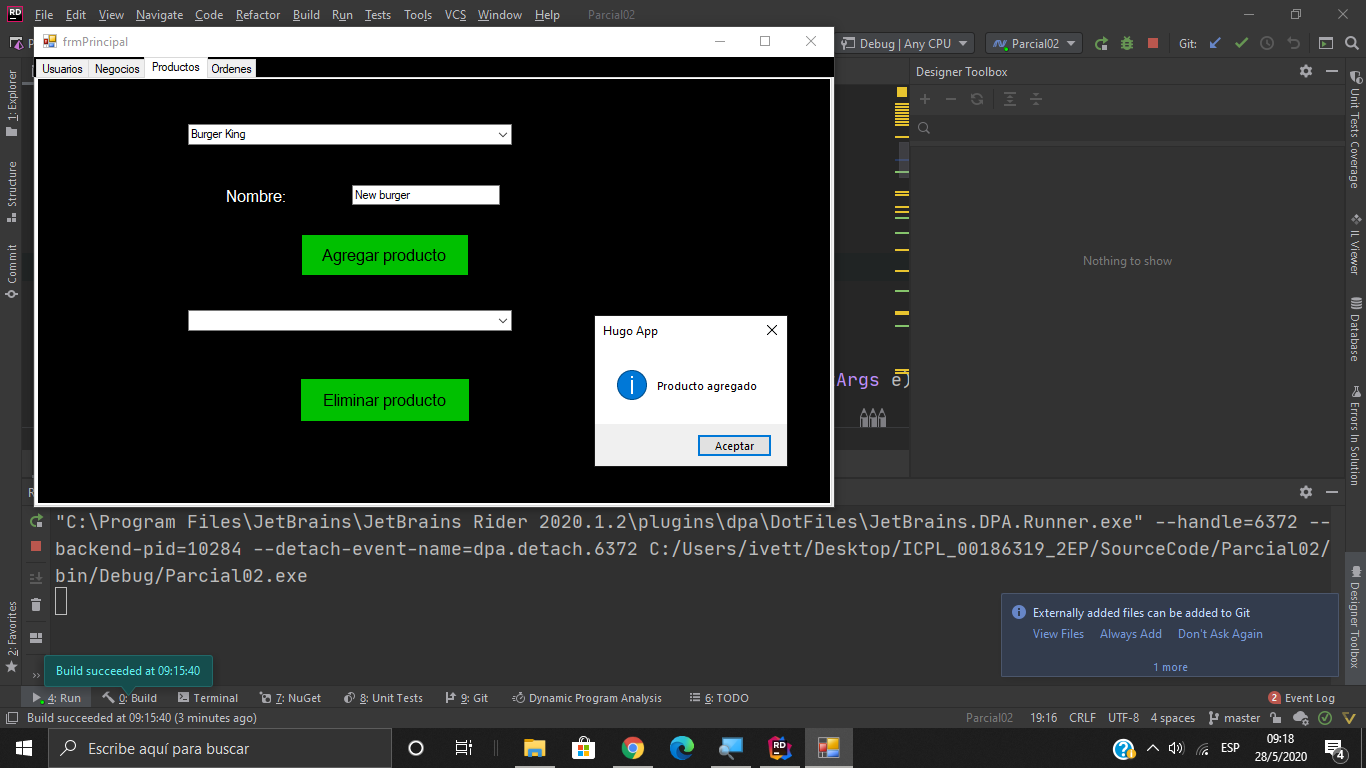 File Edit View Navigate Code Refactor Build Run Tests Tools VCS Window Help Parcial02
frmPrincipal
Debug | Any CPU
Parcial02
Git:
Usuarios Negocios Productos Ordenes
Burger King
Nombre: New burger
Agregar producto
Eliminar producto
Hugo App
Producto agregado
Aceptar
Args e)
Designer Toolbox
Nothing to show
1: Explorer
Structure
Commit
2: Favorites
Unit Tests Coverage
IL Viewer
Database
Errors In Solution
Designer Toolbox
"C:\Program Files\JetBrains\JetBrains Rider 2020.1.2\plugins\dpa\DotFiles\JetBrains.DPA.Runner.exe" --handle=6372 --
backend-pid=10284 --detach-event-name=dpa.detach.6372 C:/Users/ivett/Desktop/ICPL_00186319_2EP/SourceCode/Parcial02/
bin/Debug/Parcial02.exe
Externally added files can be added to Git
View Files Always Add Don't Ask Again
1 more
Build succeeded at 09:15:40
4: Run 0: Build Terminal 7: NuGet 8: Unit Tests 9: Git Dynamic Program Analysis 6: TODO 2 Event Log
Build succeeded at 09:15:40 (3 minutes ago) Parcial02 19:16 CRLF UTF-8 4 spaces master
Escribe aquí para buscar
ESP
09:18
28/5/2020
4